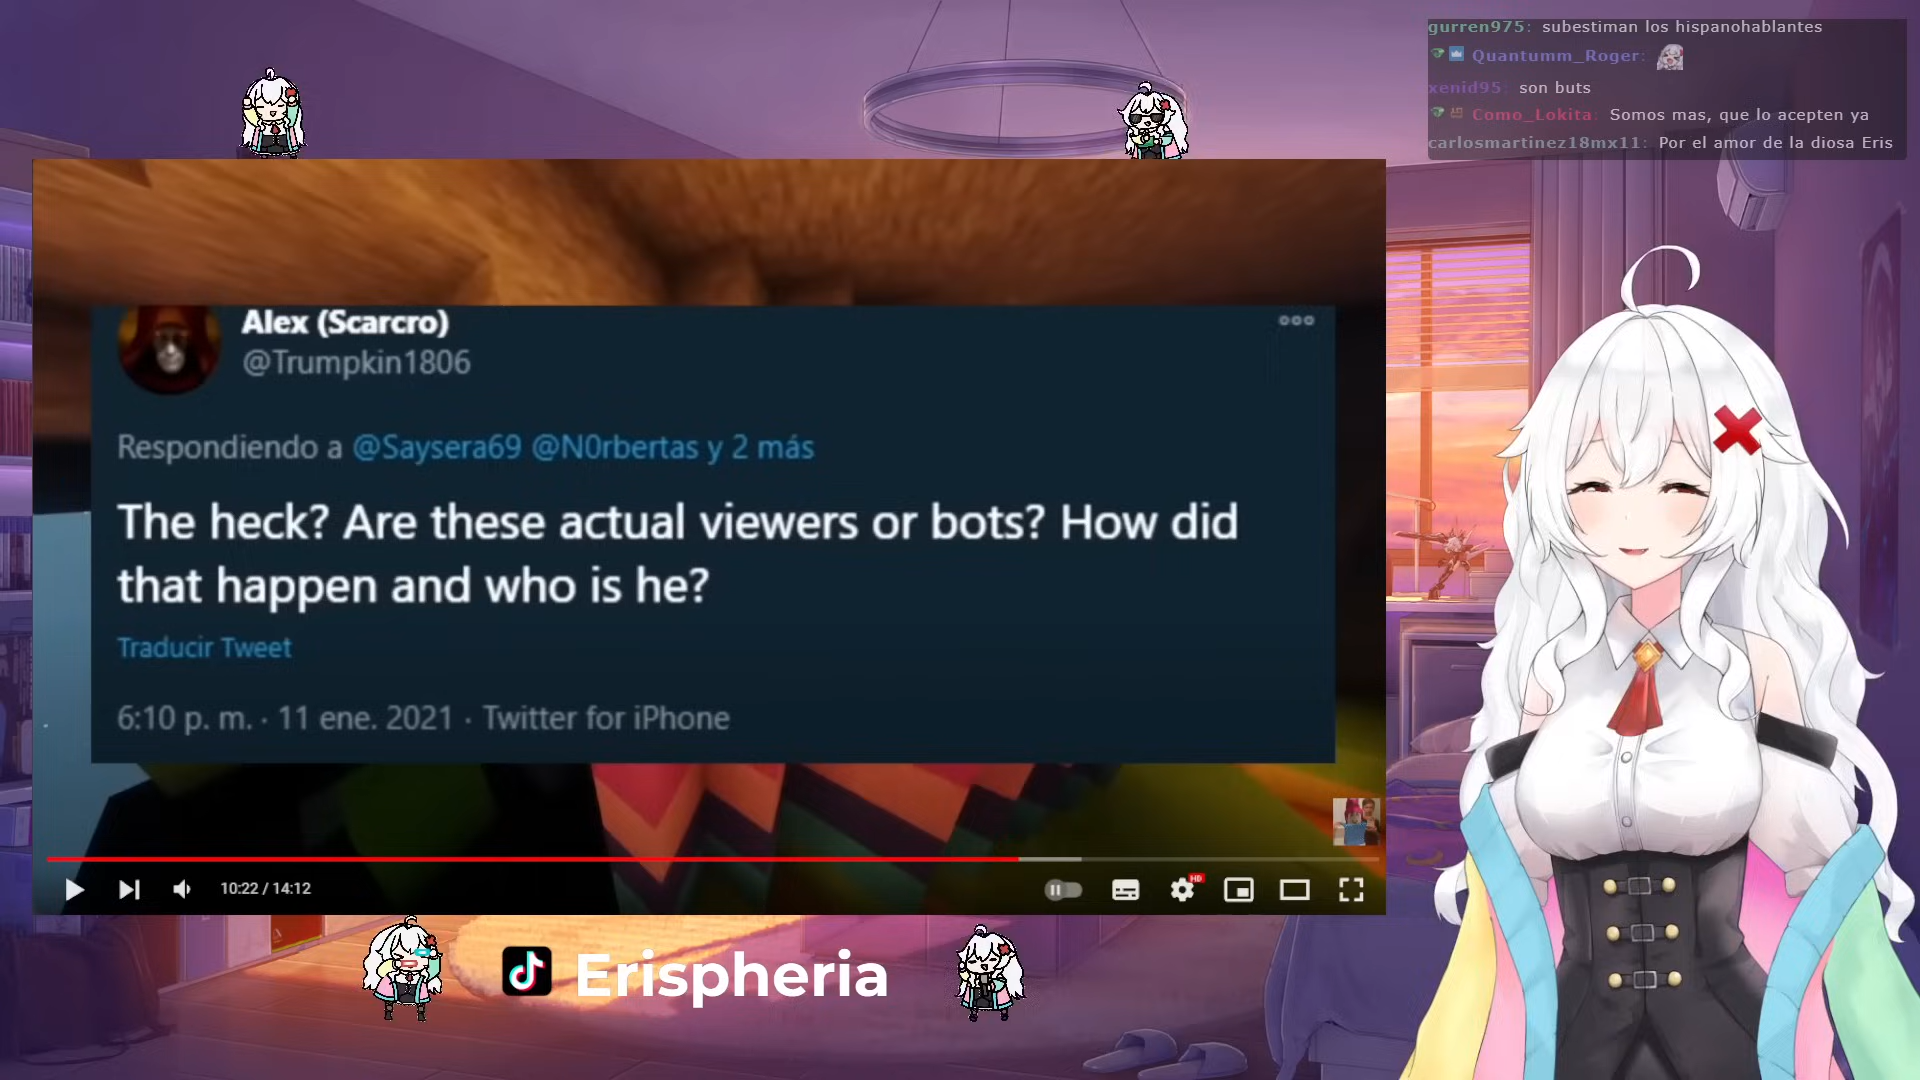 gurren975: subestiman los hispanohablantes
Quantumm_Roger:
xenid95: son buts
Como_Lokita: Somos mas, que lo acepten ya
carlosmartinez18mx11: Por el amor de la diosa Eris
Alex (Scarcro)
@Trumpkin1806
Respondiendo a @Saysera69 @N0rbertas y 2 más
The heck? Are these actual viewers or bots? How did
that happen and who is he?
Traducir Tweet
6:10 p. m. · 11 ene. 2021 · Twitter for iPhone
10:22 / 14:12
HD
Erispheria